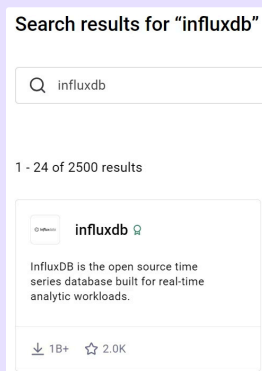 Search results for “influxdb”
influxdb
1 - 24 of 2500 results
influxdb
InfluxDB is the open source time
series database built for real-time
analytic workloads.
1B+ 2.0K